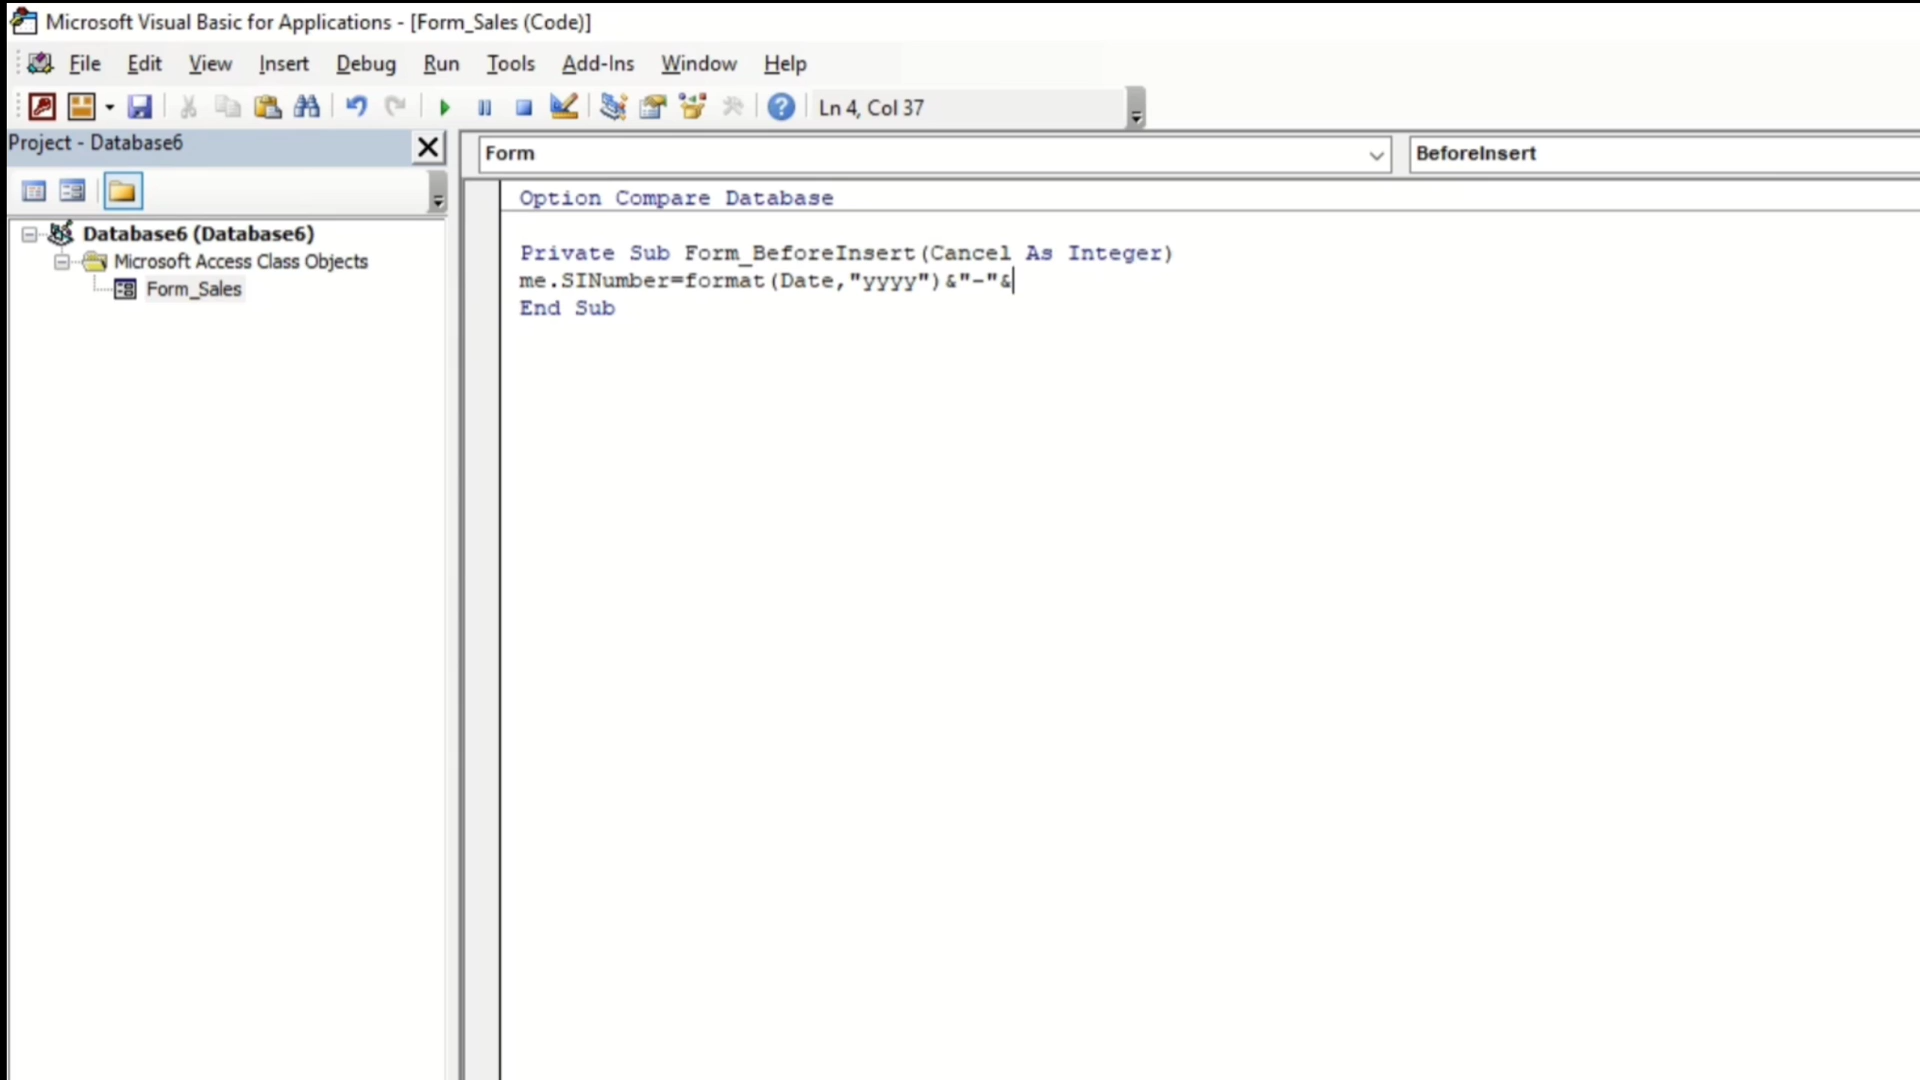 Microsoft Visual Basic for Applications - [Form_Sales (Code)]
File Edit View Insert Debug Run Tools Add-Ins Window Help
Ln 4, Col 37
Project - Database6
Form
BeforeInsert
Database6 (Database6)
Microsoft Access Class Objects
Form_Sales
Option Compare Database
Private Sub Form_BeforeInsert(Cancel As Integer)
me.SINumber=format(Date,"yyyy")&"-"&
End Sub